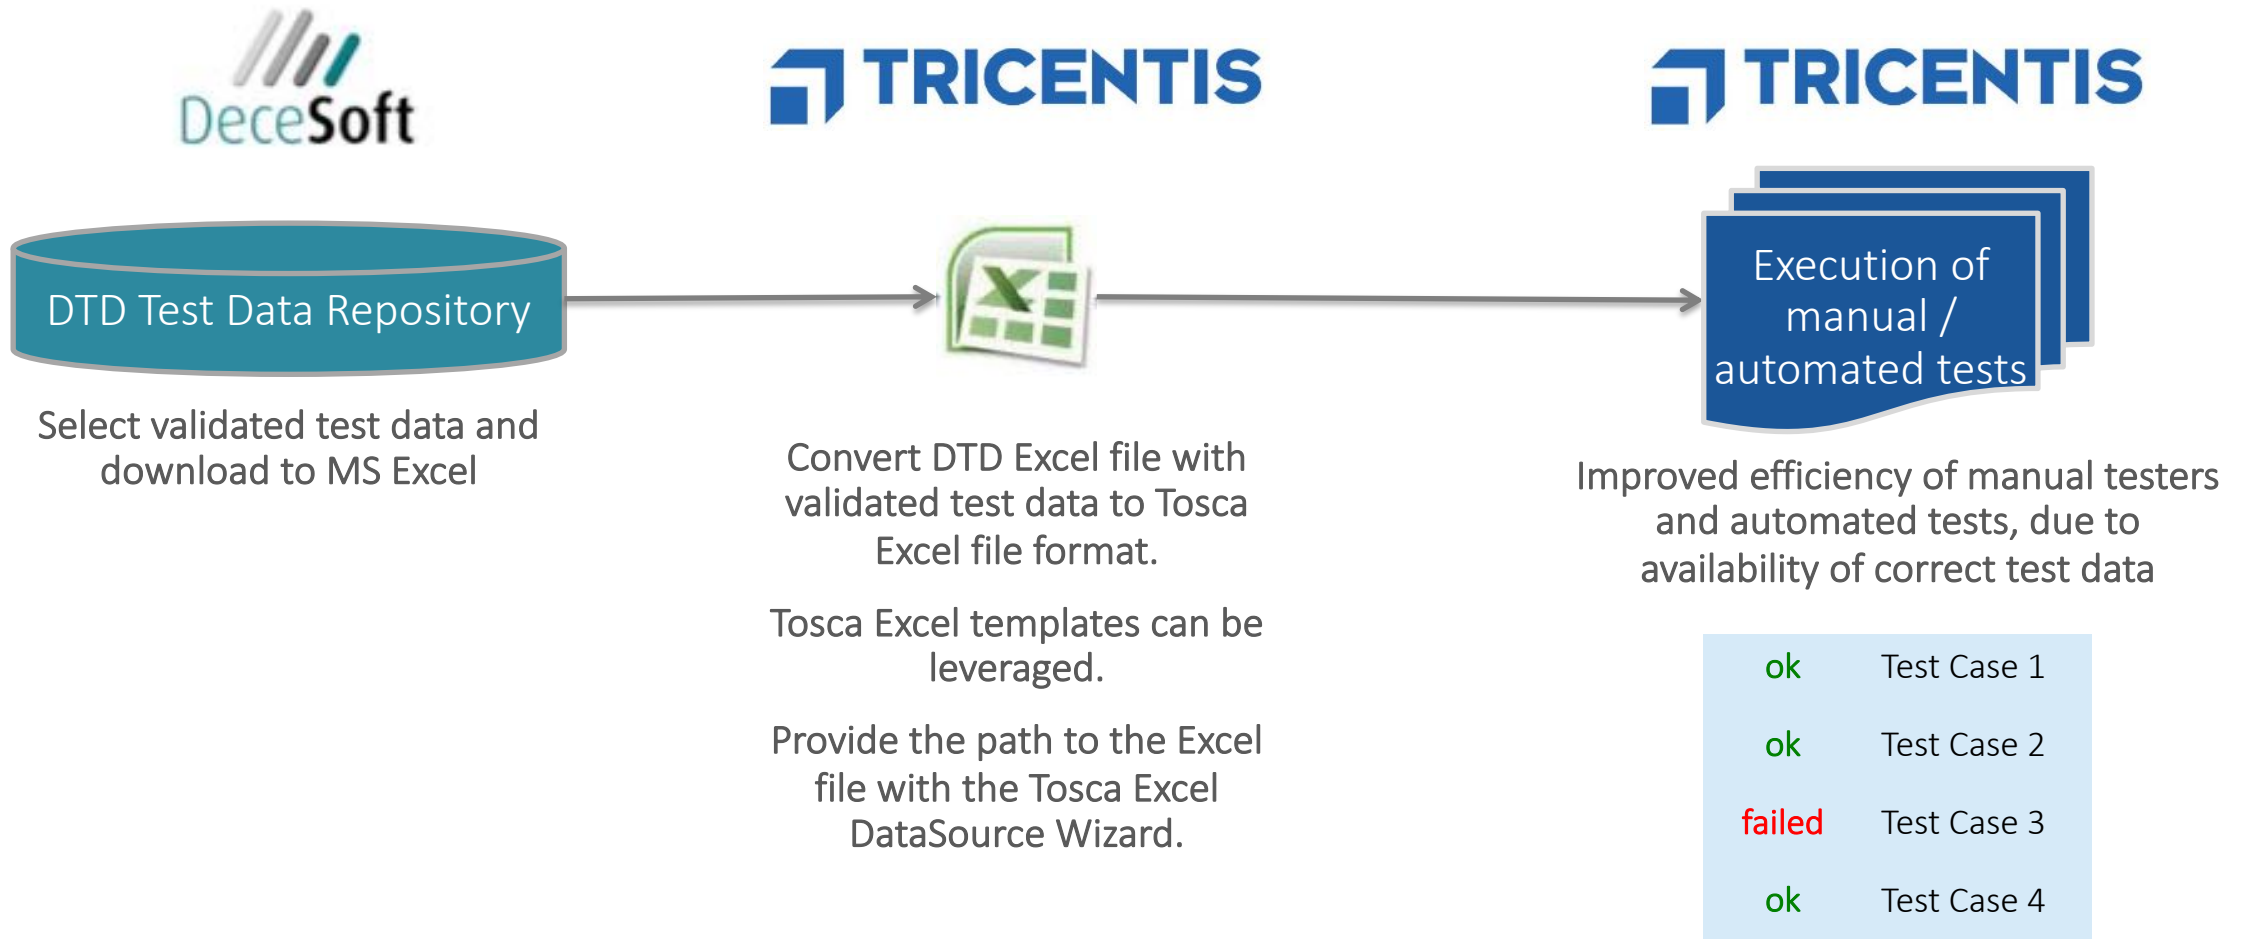 DeceSoft
DTD Test Data Repository
Select validated test data and
download to MS Excel
TRICENTIS
X
Convert DTD Excel file with
validated test data to Tosca
Excel file format.
Tosca Excel templates can be
leveraged.
Provide the path to the Excel
file with the Tosca Excel
DataSource Wizard.
TRICENTIS
Execution of
manual /
automated tests
Improved efficiency of manual testers
and automated tests, due to
availability of correct test data
ok Test Case 1
ok Test Case 2
failed Test Case 3
ok Test Case 4